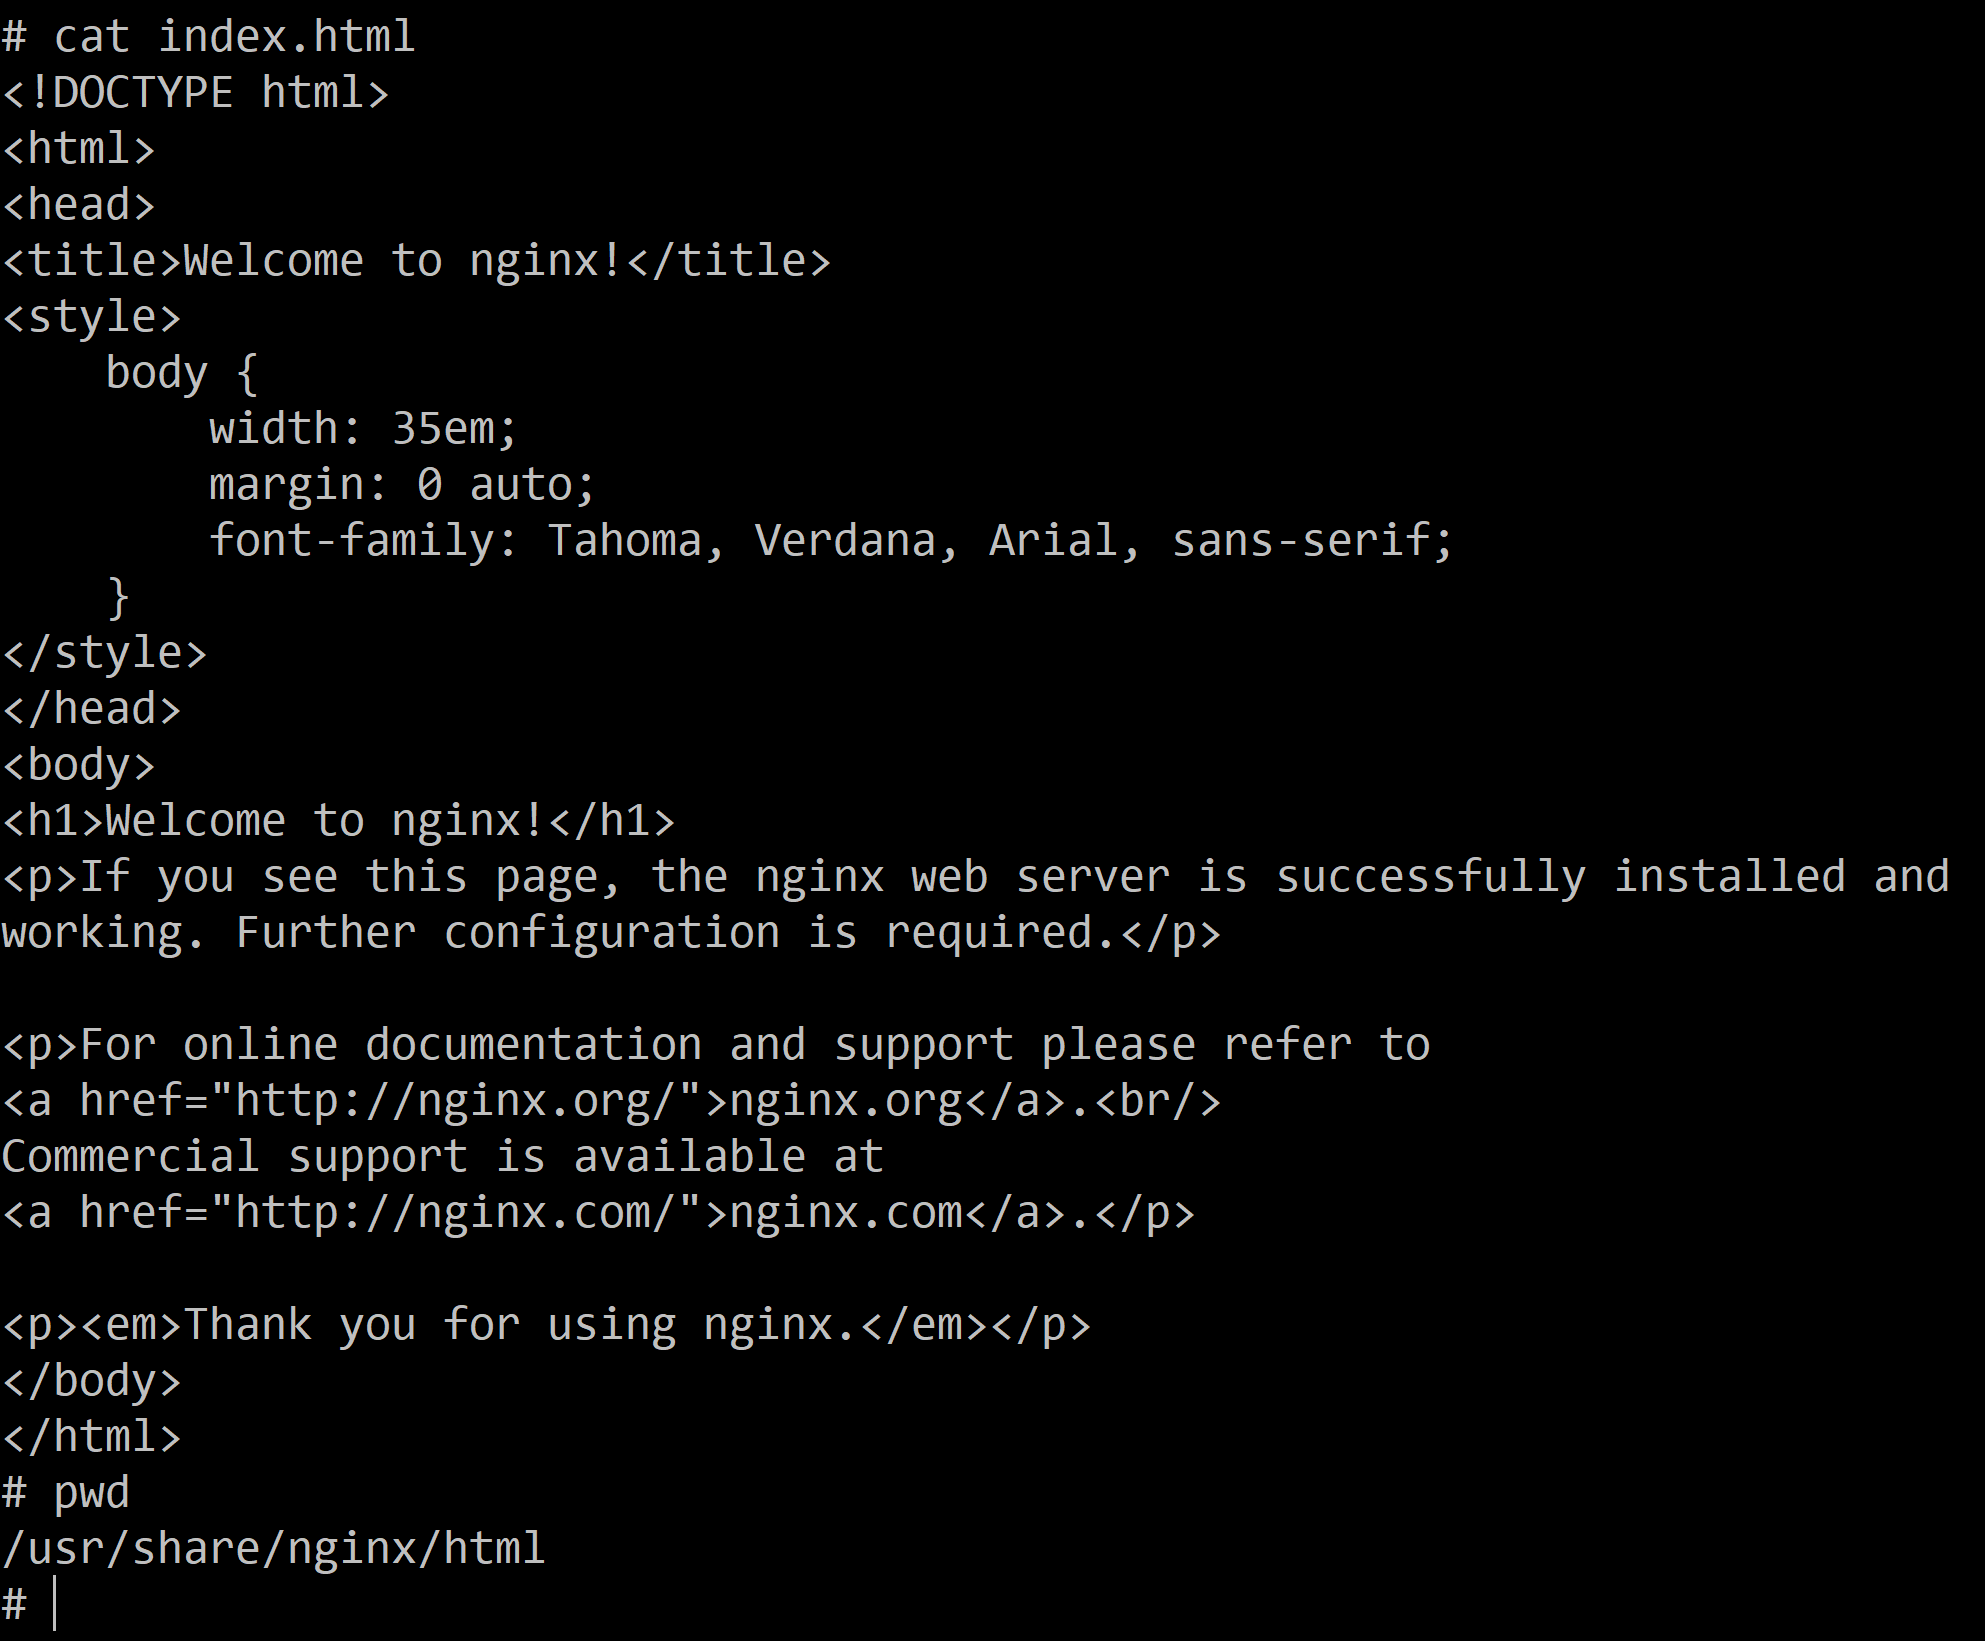 # cat index.html
<!DOCTYPE html>
<html>
<head>
<title>Welcome to nginx!</title>
<style>
    body {
        width: 35em;
        margin: 0 auto;
        font-family: Tahoma, Verdana, Arial, sans-serif;
    }
</style>
</head>
<body>
<h1>Welcome to nginx!</h1>
<p>If you see this page, the nginx web server is successfully installed and
working. Further configuration is required.</p>

<p>For online documentation and support please refer to
<a href="http://nginx.org/">nginx.org</a>.<br/>
Commercial support is available at
<a href="http://nginx.com/">nginx.com</a>.</p>

<p><em>Thank you for using nginx.</em></p>
</body>
</html>
# pwd
/usr/share/nginx/html
#